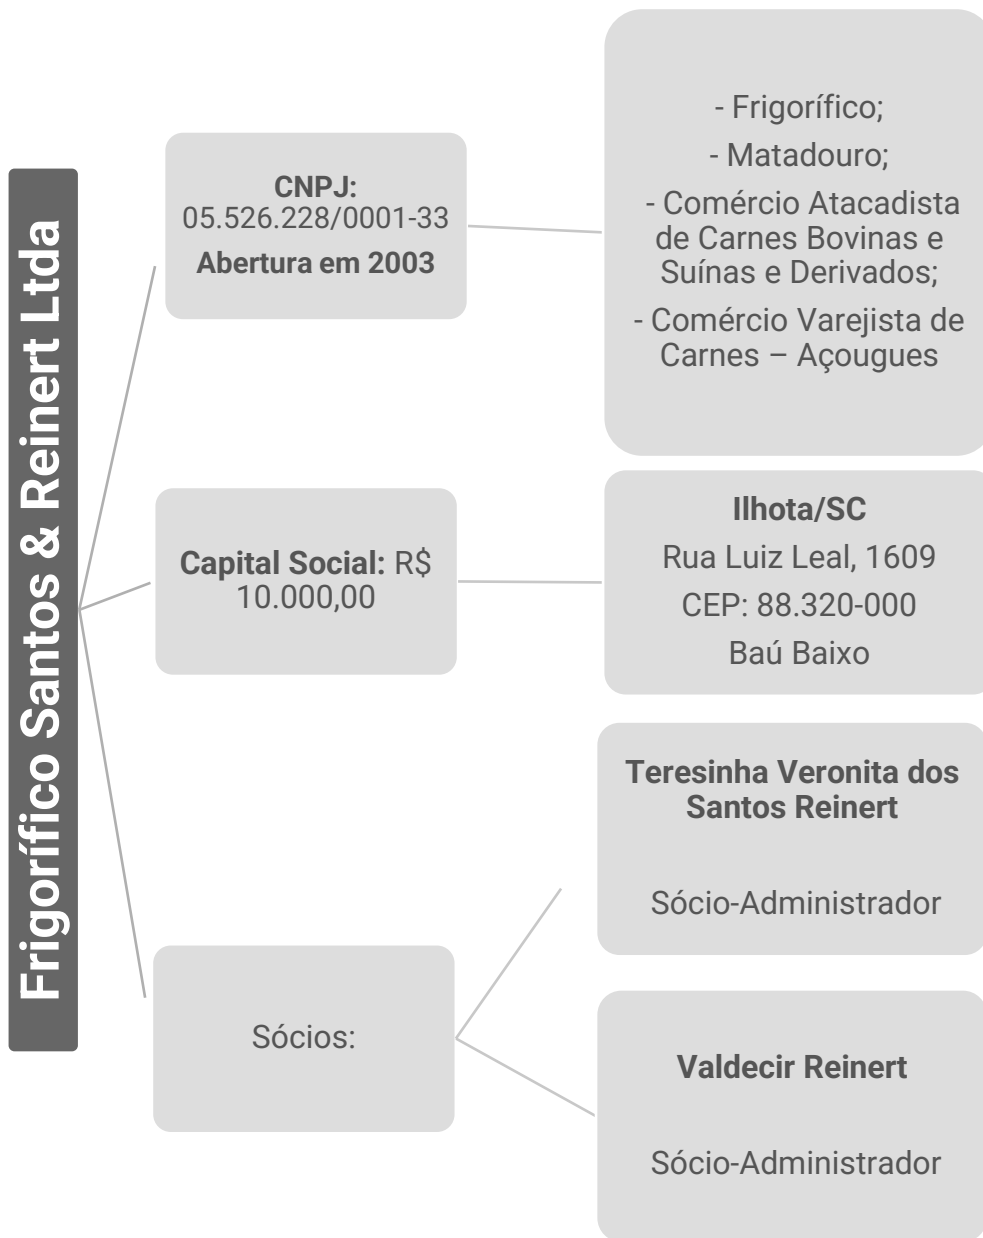 Frigorífico Santos & Reinert Ltda
CNPJ:
05.526.228/0001-33
Abertura em 2003
- Frigorífico;
- Matadouro;
- Comércio Atacadista
de Carnes Bovinas e
Suínas e Derivados;
- Comércio Varejista de
Carnes – Açougues
Capital Social: R$
10.000,00
Ilhota/SC
Rua Luiz Leal, 1609
CEP: 88.320-000
Baú Baixo
Sócios:
Teresinha Veronita dos
Santos Reinert
Sócio-Administrador
Valdecir Reinert
Sócio-Administrador